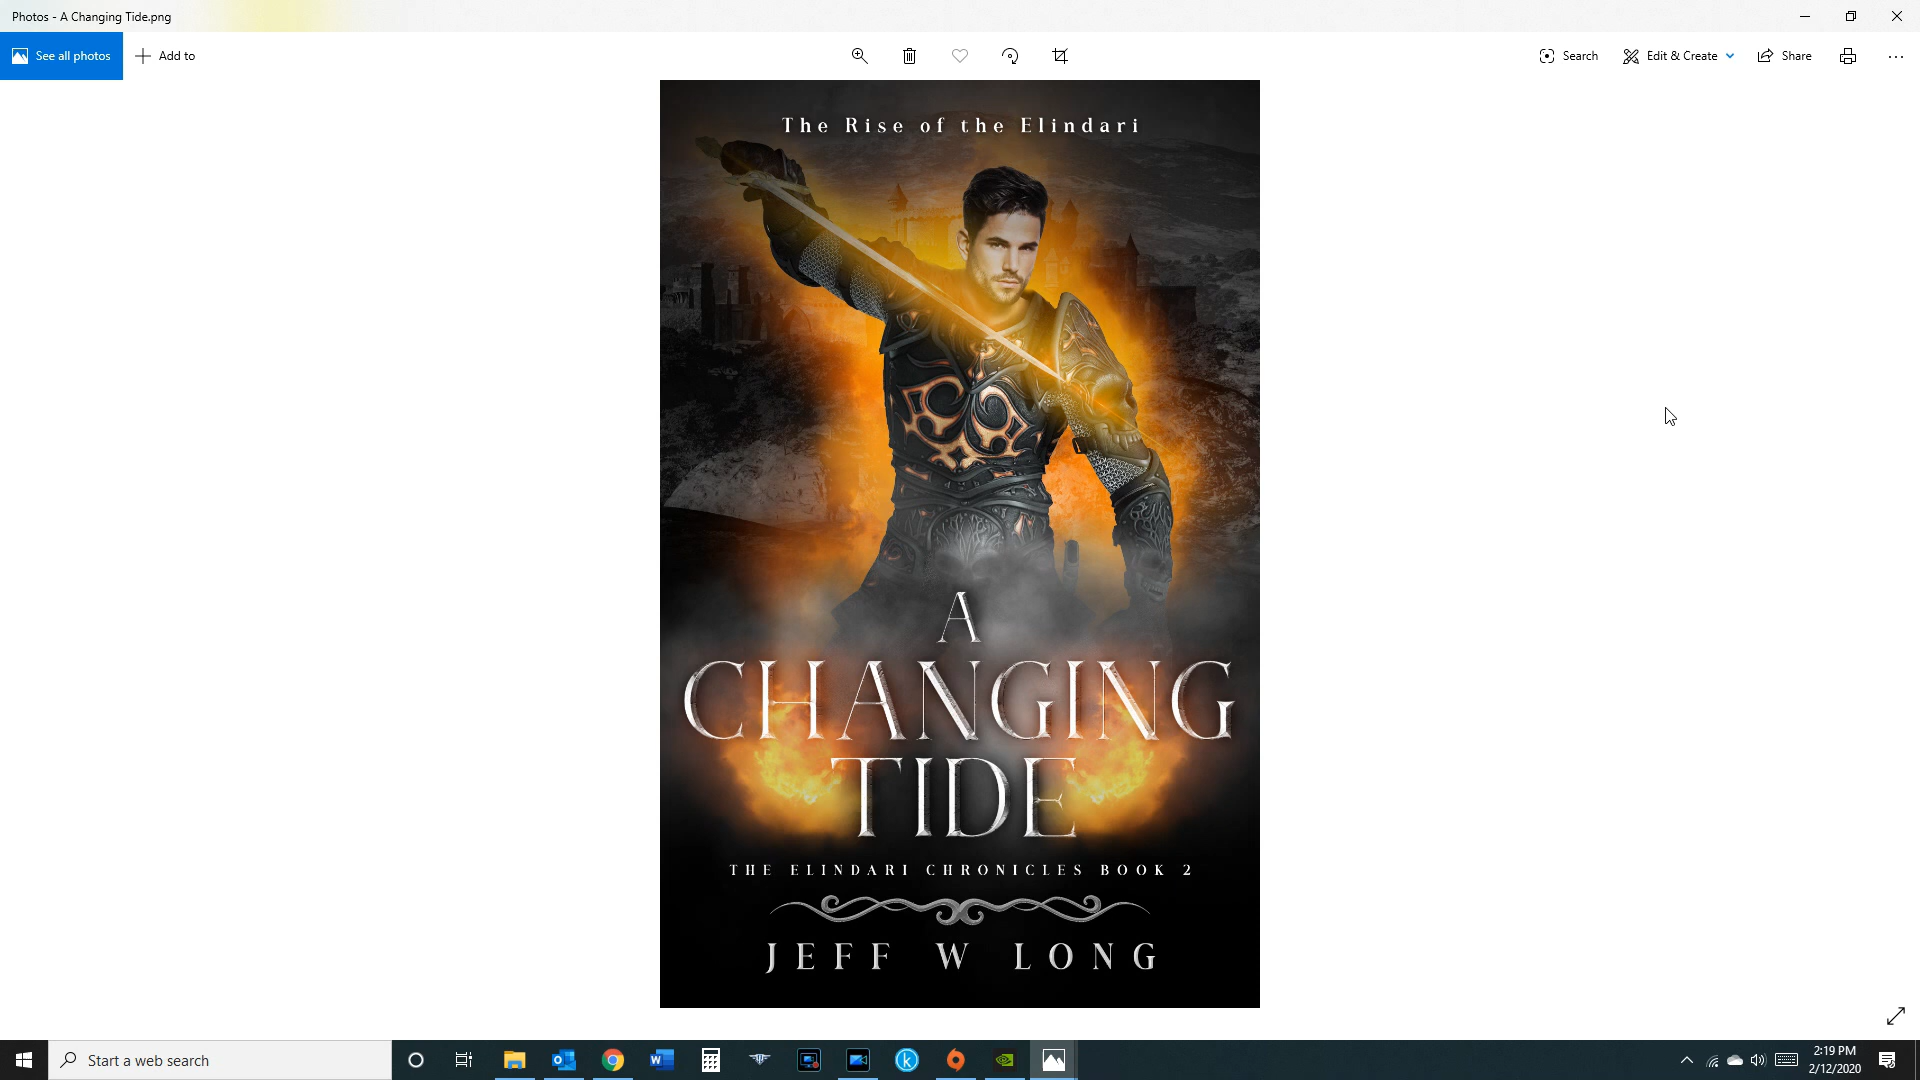 Photos - A Changing Tide.png
See all photos
Add to
Search
Edit & Create
Share
The Rise of the Elindari
A
CHANGING
TIDE
THE ELINDARI CHRONICLES BOOK 2
JEFF W LONG
Start a web search
2:19 PM
2/12/2020